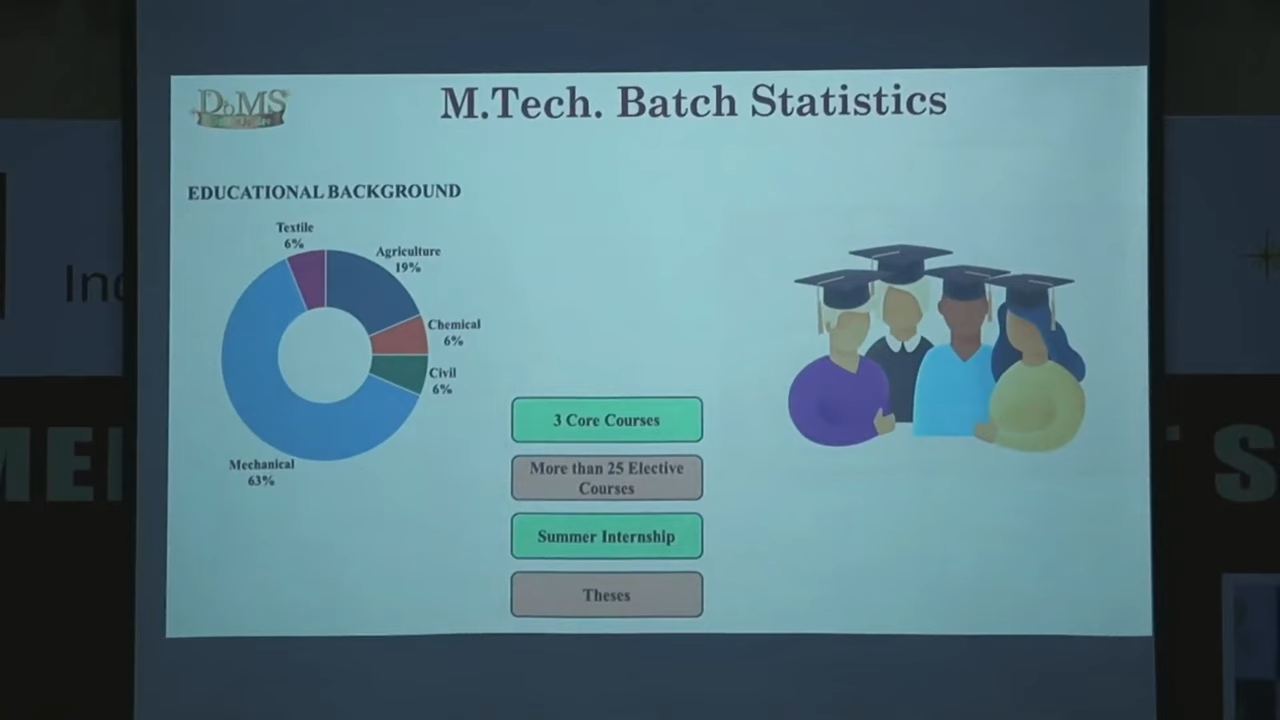 DoMS
M.Tech. Batch Statistics
EDUCATIONAL BACKGROUND
Textile
6%
Agriculture
19%
Chemical
6%
Civil
6%
Mechanical
63%
3 Core Courses
More than 25 Elective
Courses
Summer Internship
Theses
In
ME
S